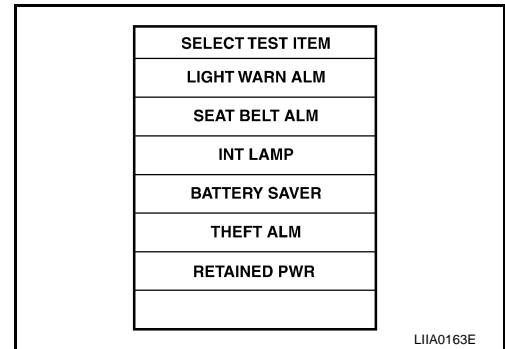 SELECT TEST ITEM
LIGHT WARN ALM
SEAT BELT ALM
INT LAMP
BATTERY SAVER
THEFT ALM
RETAINED PWR
LIIA0163E